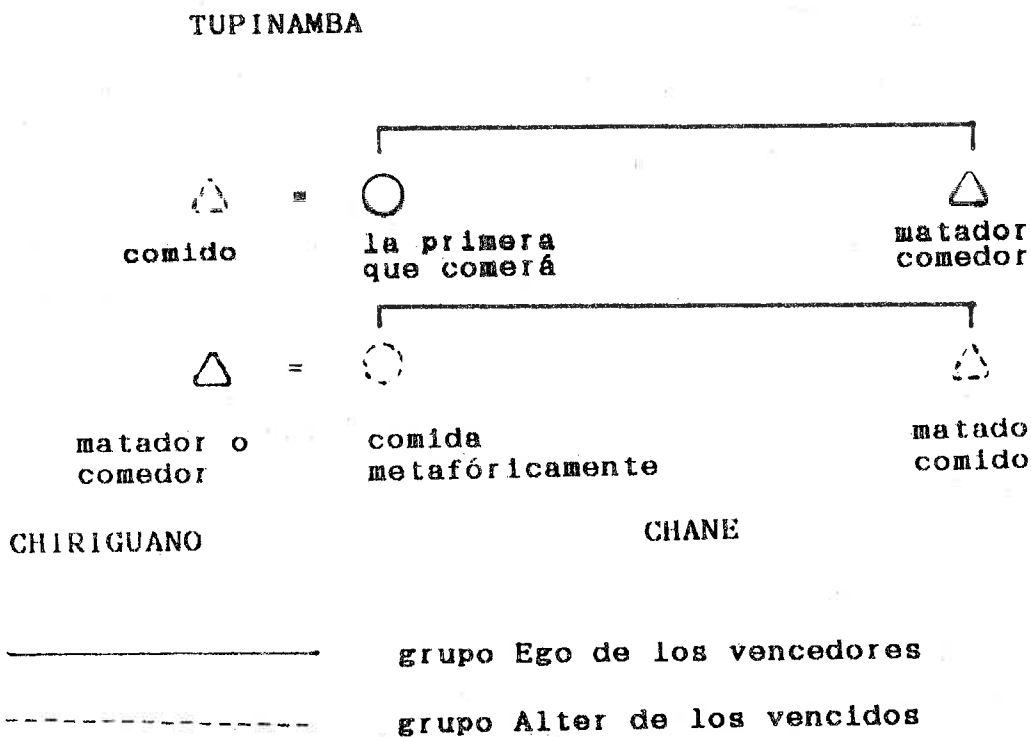 TUPINAMBA
=
comido
la primera
que comerá
matador
comedor
=
matador o
comedor
comida
metafóricamente
matado
comido
CHIRIGUANO
CHANE
grupo Ego de los vencedores
grupo Alter de los vencidos